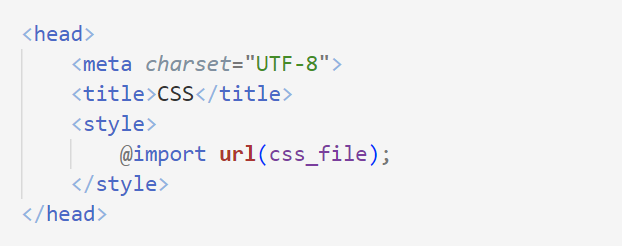 <head>
<meta charset="UTF-8">
<title>CSS</title>
<style>
@import url(css_file);
</style>
</head>